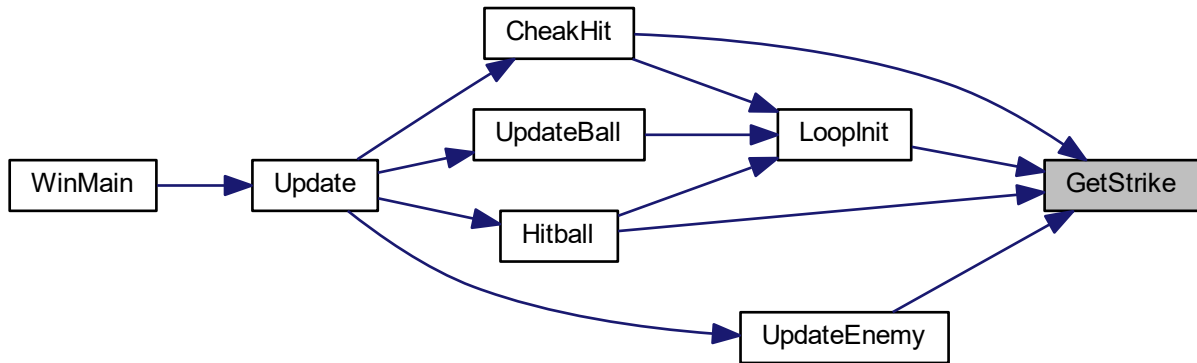 CheakHit
UpdateBall
LoopInit
WinMain
Update
GetStrike
Hitball
UpdateEnemy